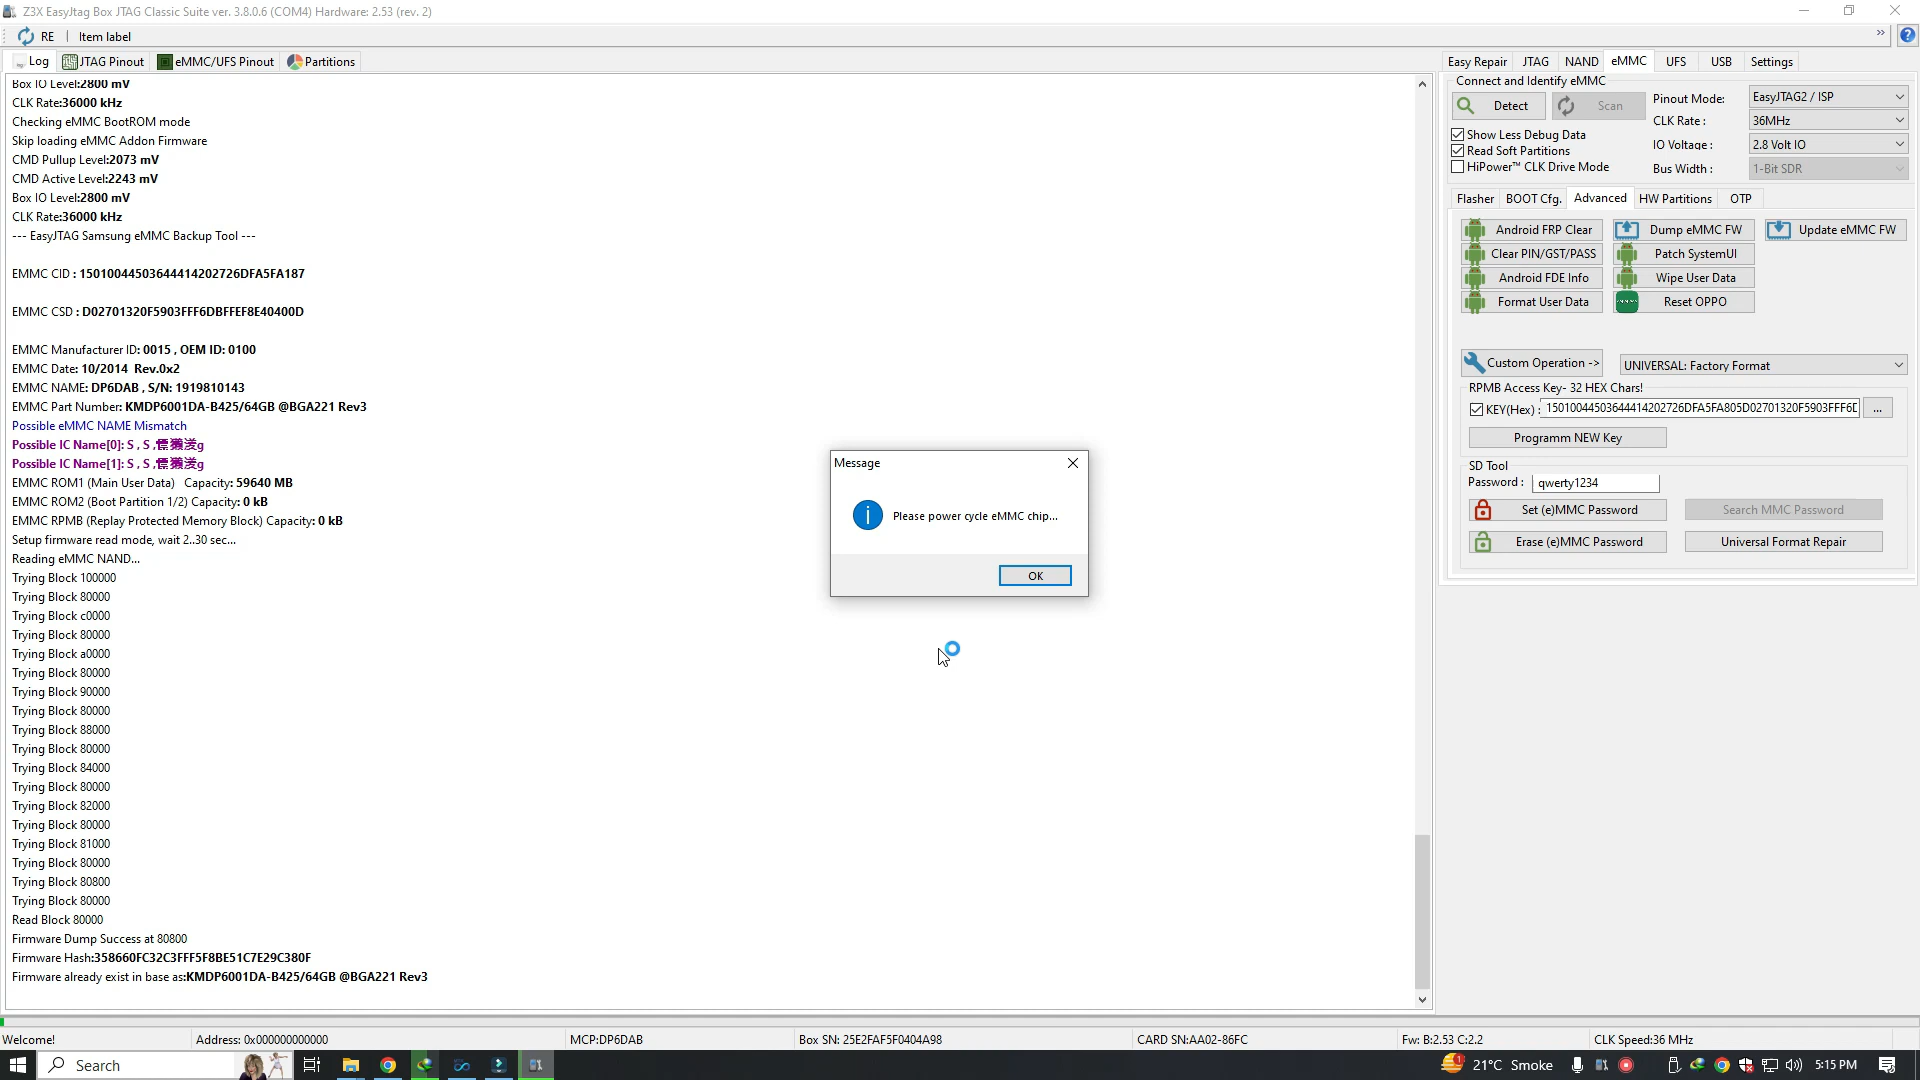 Z3X EasyJtag Box JTAG Classic Suite ver. 3.8.0.6 (COM4) Hardware: 2.53 (rev. 2)
RE Item label
Log JTAG Pinout eMMC/UFS Pinout Partitions
Box IO Level:2800 mV
CLK Rate:36000 kHz
Checking eMMC BootROM mode
Skip loading eMMC Addon Firmware
CMD Pullup Level:2073 mV
CMD Active Level:2243 mV
Box IO Level:2800 mV
CLK Rate:36000 kHz
--- EasyJTAG Samsung eMMC Backup Tool ---
EMMC CID : 15010044503644414202726DFA5FA187
EMMC CSD : D02701320F5903FFF6DBFFEF8E40400D
EMMC Manufacturer ID: 0015 , OEM ID: 0100
EMMC Date: 10/2014 Rev.0x2
EMMC NAME: DP6DAB , S/N: 1919810143
EMMC Part Number: KMDP6001DA-B425/64GB @BGA221 Rev3
Possible eMMC NAME Mismatch
Possible IC Name[0]: S , S ,
Possible IC Name[1]: S , S ,
EMMC ROM1 (Main User Data) Capacity: 59640 MB
EMMC ROM2 (Boot Partition 1/2) Capacity: 0 kB
EMMC RPMB (Replay Protected Memory Block) Capacity: 0 kB
Setup firmware read mode, wait 2..30 sec...
Reading eMMC NAND...
Trying Block 100000
Trying Block 80000
Trying Block c0000
Trying Block 80000
Trying Block a0000
Trying Block 80000
Trying Block 90000
Trying Block 80000
Trying Block 88000
Trying Block 80000
Trying Block 84000
Trying Block 80000
Trying Block 82000
Trying Block 80000
Trying Block 81000
Trying Block 80000
Trying Block 80800
Trying Block 80000
Read Block 80000
Firmware Dump Success at 80800
Firmware Hash:358660FC32C3FFF5F8BE51C7E29C380F
Firmware already exist in base as:KMDP6001DA-B425/64GB @BGA221 Rev3
Message
Please power cycle eMMC chip...
OK
Easy Repair JTAG NAND eMMC UFS USB Settings
Connect and Identify eMMC
Detect Scan Pinout Mode: EasyJTAG2 / ISP
CLK Rate : 36MHz
Show Less Debug Data
IO Voltage : 2.8 Volt IO
Read Soft Partitions
HiPower™ CLK Drive Mode Bus Width : 1-Bit SDR
Flasher BOOT Cfg. Advanced HW Partitions OTP
Android FRP Clear Dump eMMC FW Update eMMC FW
Clear PIN/GST/PASS Patch SystemUI
Android FDE Info Wipe User Data
Format User Data Reset OPPO
Custom Operation -> UNIVERSAL: Factory Format
RPMB Access Key- 32 HEX Chars!
KEY(Hex) : 15010044503644414202726DFA5FA805D02701320F5903FFF6D ...
Programm NEW Key
SD Tool
Password : qwerty1234
Set (e)MMC Password Search MMC Password
Erase (e)MMC Password Universal Format Repair
Welcome! Address: 0x000000000000 MCP:DP6DAB Box SN: 25E2FAF5F0404A98 CARD SN:AA02-86FC Fw: B:2.53 C:2.2 CLK Speed:36 MHz
Search 21°C Smoke 5:15 PM